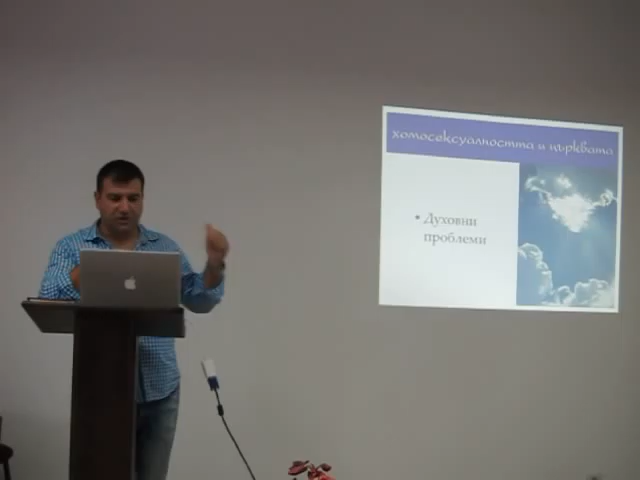 хомосексуалността и църквата
• Духовни
проблеми